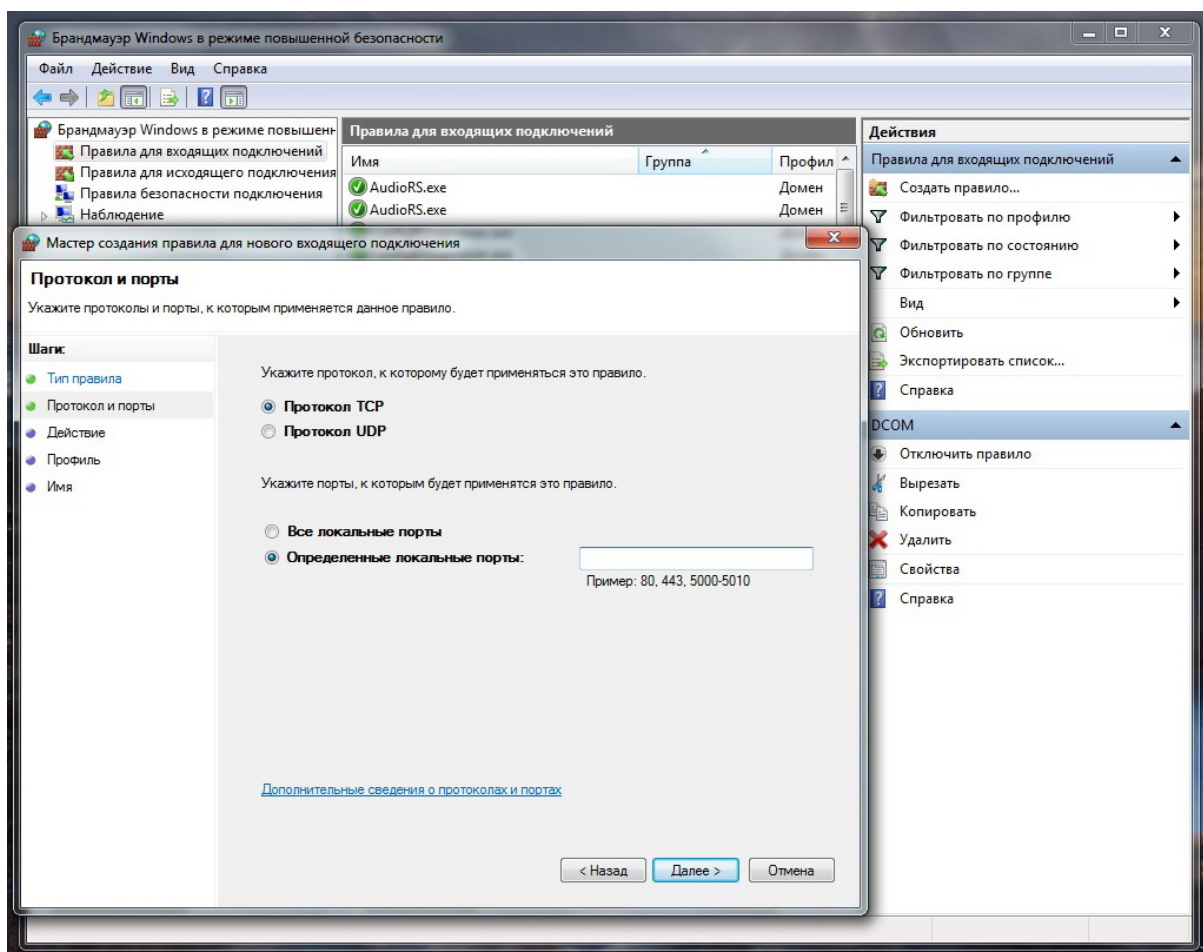 Брандмауэр Windows в режиме повышенной безопасности
Файл Действие Вид Справка
Брандмауэр Windows в режиме повышенн
Правила для входящих подключений
Правила для исходящего подключения
Правила безопасности подключения
Наблюдение
Правила для входящих подключений
Имя Группа Профил
AudioRS.exe Домен
AudioRS.exe Домен
Действия
Правила для входящих подключений
Создать правило...
Фильтровать по профилю
Фильтровать по состоянию
Фильтровать по группе
Вид
Обновить
Экспортировать список...
Справка
DCOM
Отключить правило
Вырезать
Копировать
Удалить
Свойства
Справка
Мастер создания правила для нового входящего подключения
Протокол и порты
Укажите протоколы и порты, к которым применяется данное правило.
Шаги:
Тип правила
Протокол и порты
Действие
Профиль
Имя
Укажите протокол, к которому будет применяться это правило.
Протокол TCP
Протокол UDP
Укажите порты, к которым будет применятся это правило.
Все локальные порты
Определенные локальные порты:
Пример: 80, 443, 5000-5010
Дополнительные сведения о протоколах и портах
< Назад Далее > Отмена